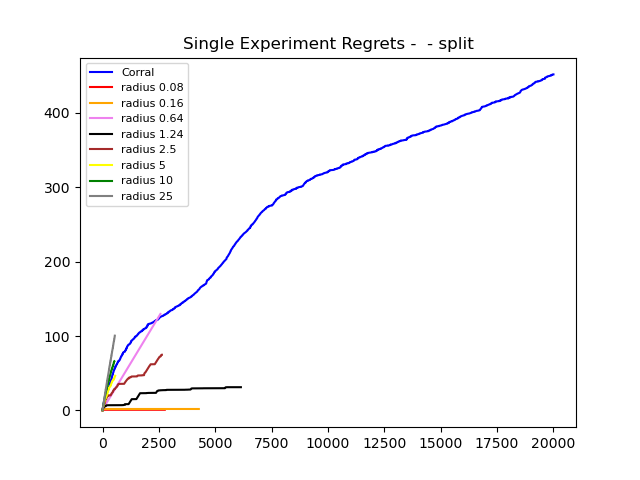 Single Experiment Regrets -  - split
Corral
radius 0.08
radius 0.16
radius 0.64
radius 1.24
radius 2.5
radius 5
radius 10
radius 25
400
300
200
100
0
0 2500 5000 7500 10000 12500 15000 17500 20000